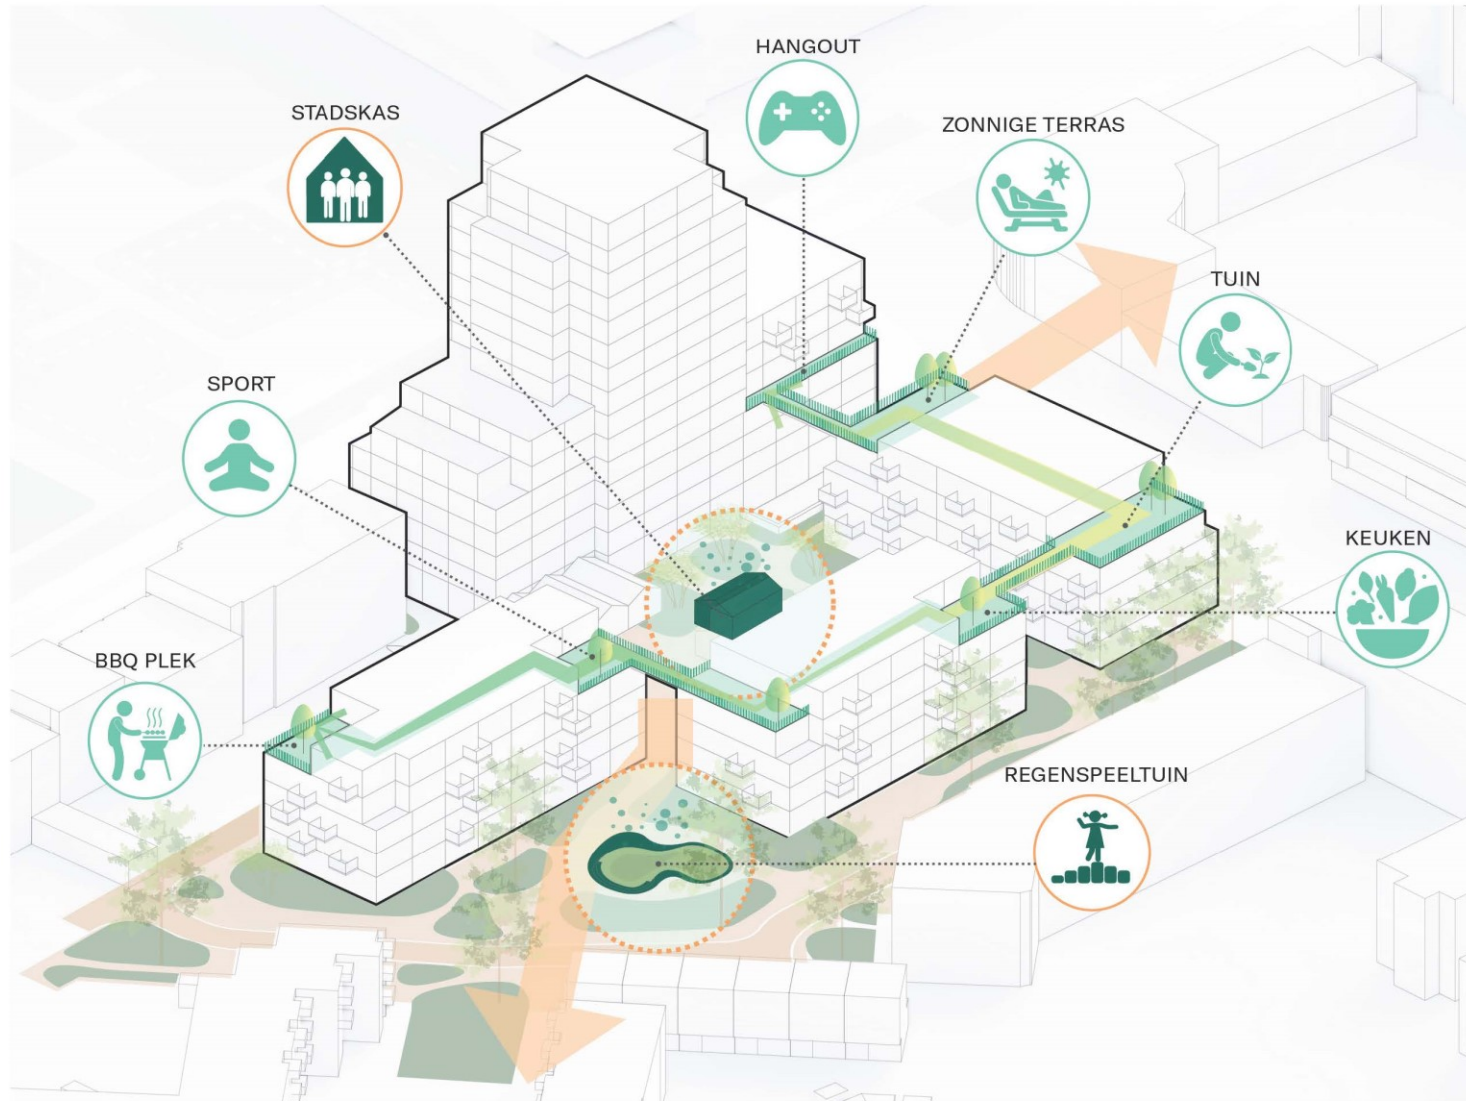 HANGOUT
STADSKAS
ZONNIGE TERRAS
TUIN
SPORT
KEUKEN
BBQ PLEK
REGENSPEELTUIN